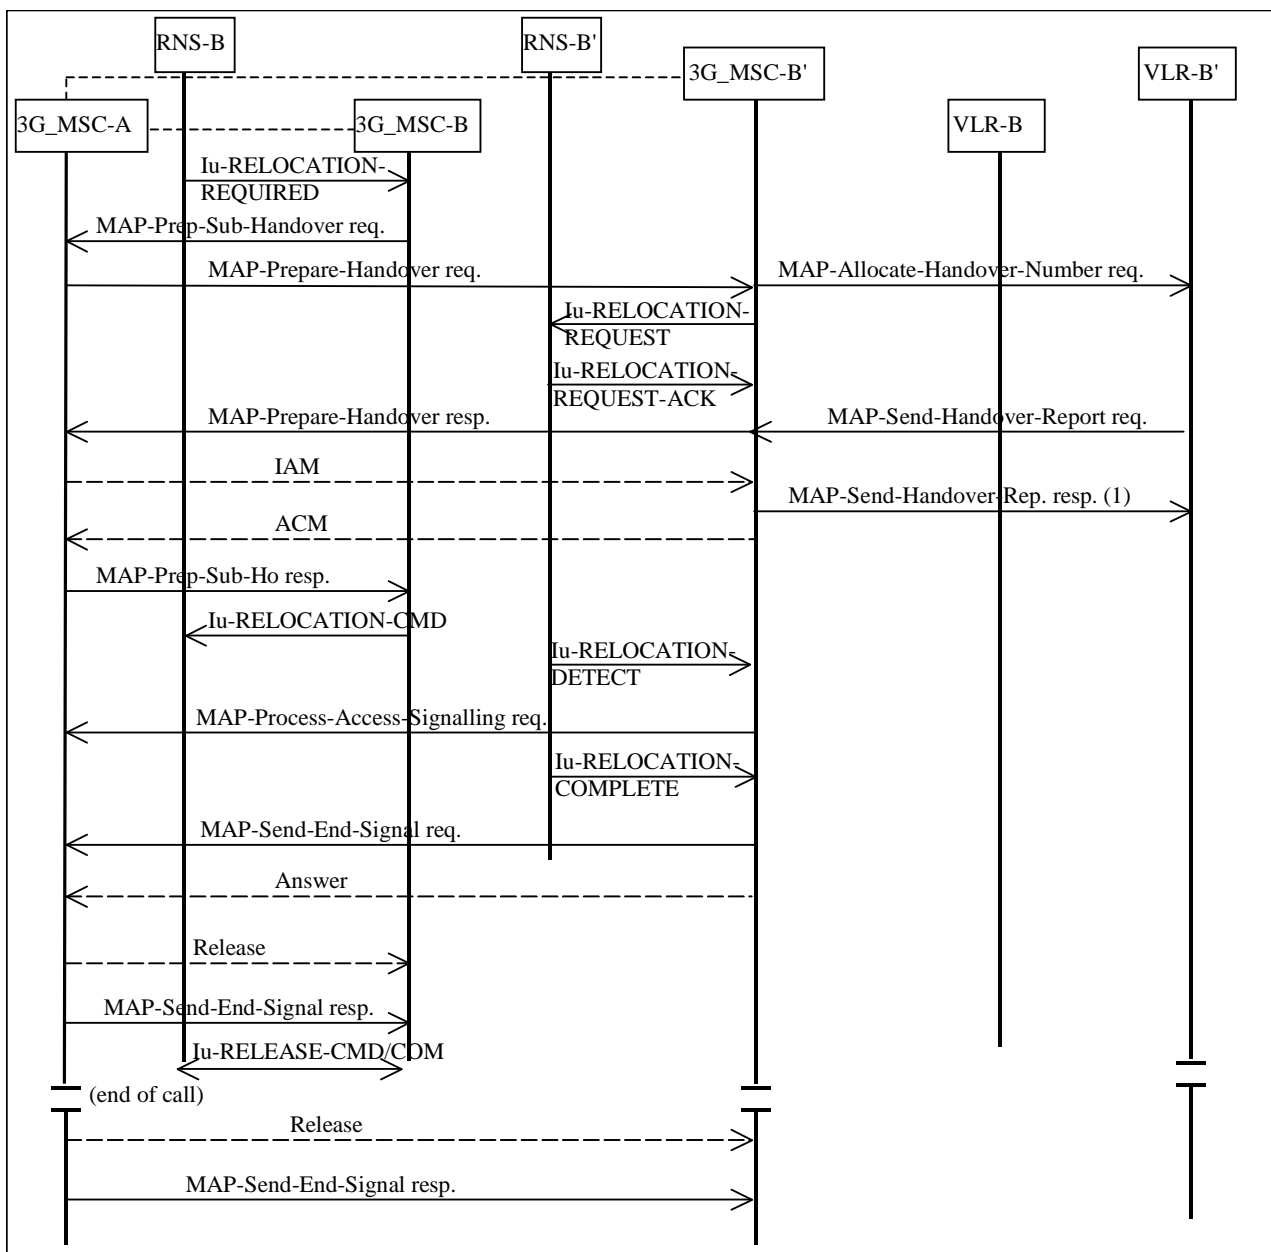 RNS-B
RNS-B'
3G_MSC-B'
VLR-B'
3G_MSC-A
3G_MSC-B
VLR-B
Iu-RELOCATION-
REQUIRED
MAP-Prep-Sub-Handover req.
MAP-Prepare-Handover req.
MAP-Allocate-Handover-Number req.
Iu-RELOCATION-
REQUEST
Iu-RELOCATION-
REQUEST-ACK
MAP-Prepare-Handover resp.
MAP-Send-Handover-Report req.
IAM
MAP-Send-Handover-Rep. resp. (1)
ACM
MAP-Prep-Sub-Ho resp.
Iu-RELOCATION-CMD
Iu-RELOCATION-
DETECT
MAP-Process-Access-Signalling req.
Iu-RELOCATION-
COMPLETE
MAP-Send-End-Signal req.
Answer
Release
MAP-Send-End-Signal resp.
Iu-RELEASE-CMD/COM
(end of call)
Release
MAP-Send-End-Signal resp.